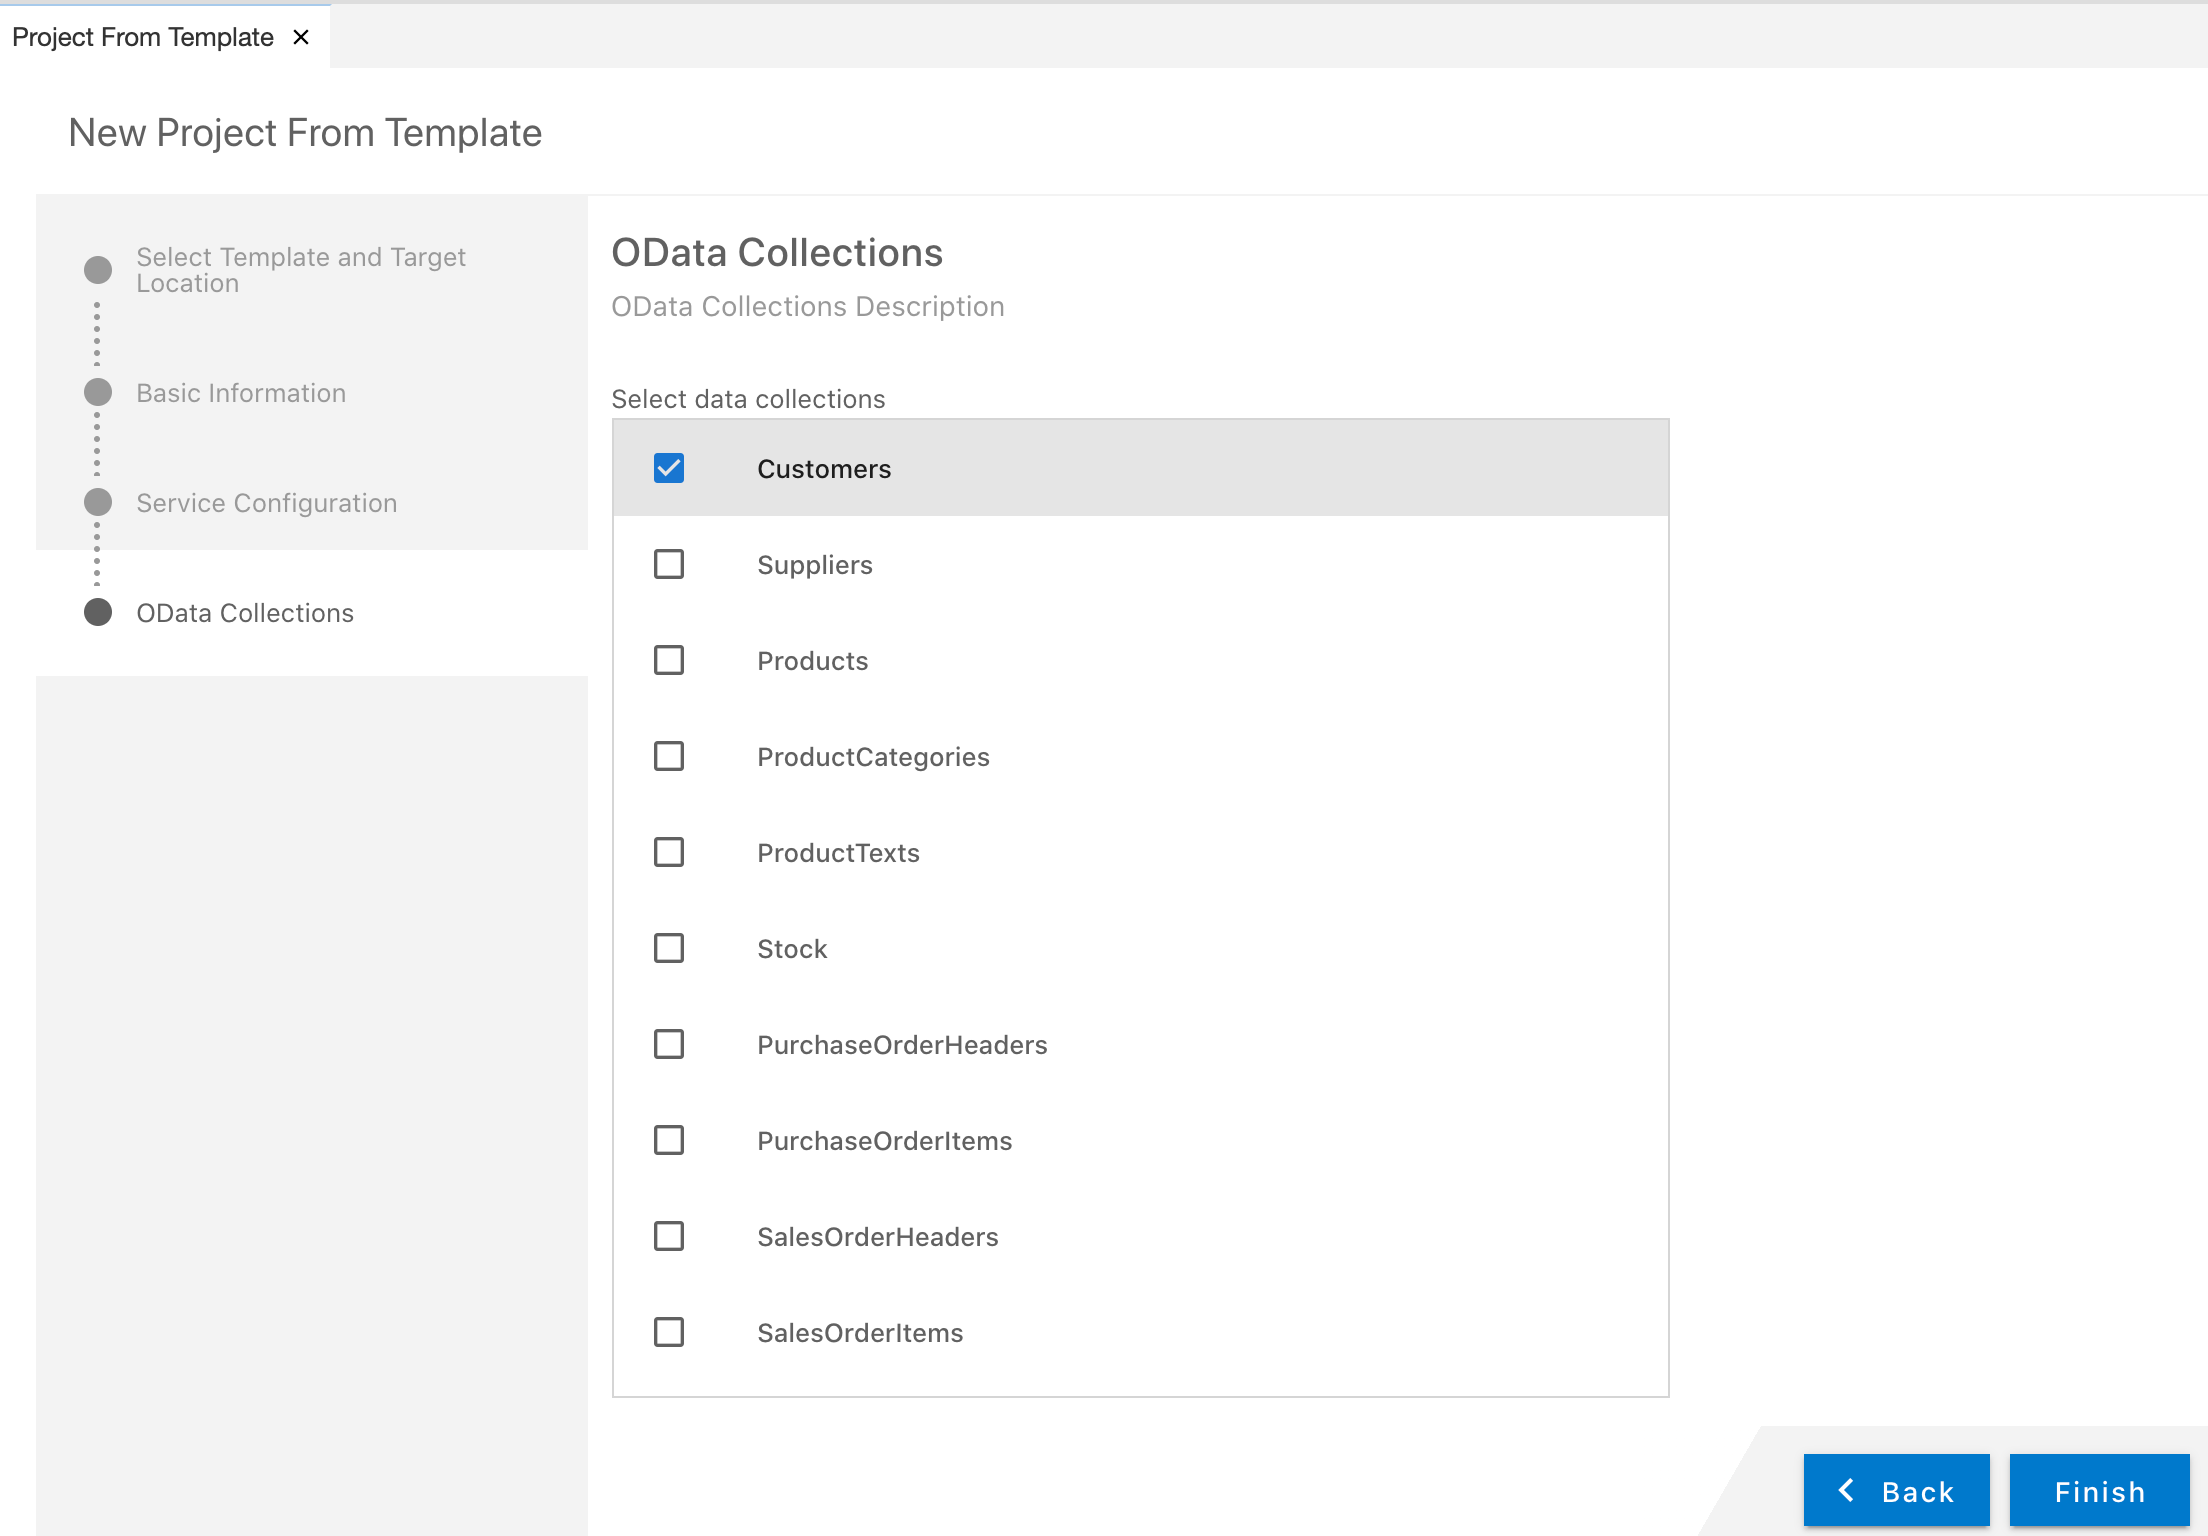 Project From Template
New Project From Template
Select Template and Target
Location
Basic Information
Service Configuration
OData Collections
OData Collections
OData Collections Description
Select data collections
Customers
Suppliers
Products
ProductCategories
ProductTexts
Stock
PurchaseOrderHeaders
PurchaseOrderItems
SalesOrderHeaders
SalesOrderItems
Back
Finish